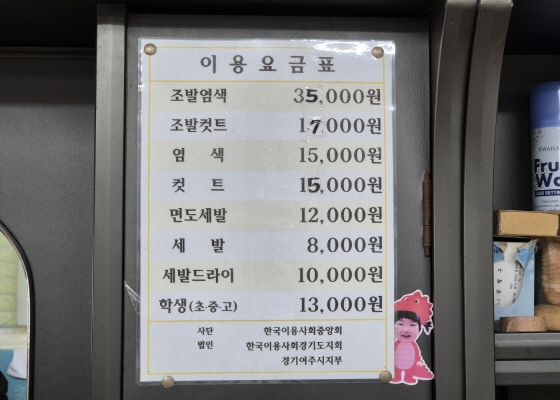 이용요금표
조발염색 35,000원
조발컷트 17,000원
염 색 15,000원
컷 트 15,000원
면도세발 12,000원
세 발 8,000원
세발드라이 10,000원
학생(초·중·고) 13,000원
사단 한국이용사회중앙회
법인 한국이용사회경기도지회
경기여주시지부
Fru
Wa
HAIR SETTIN